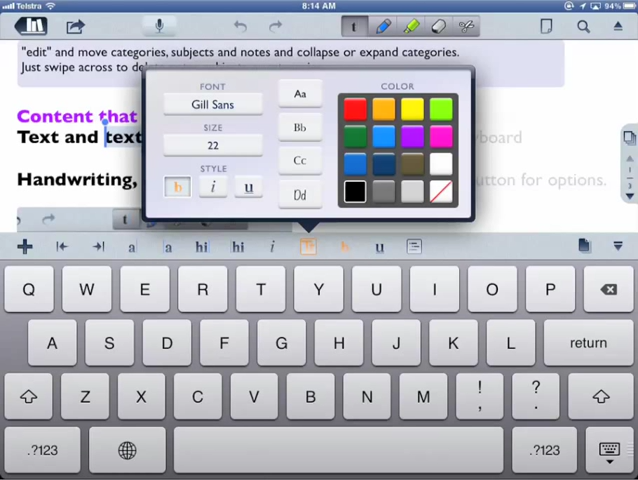 Telstra 8:14 AM 94%
t
"edit" and move categories, subjects and notes and collapse or expand categories.
Just swipe across to
Content that
Text and text
board
Handwriting,
button for options.
t
FONT
Gill Sans
SIZE
22
STYLE
b i u
Aa
Bb
Cc
Dd
COLOR
a a hi hi i b u
Q W E R T Y U I O P
A S D F G H J K L return
Z X C V B N M ! , ? .
.?123 .?123